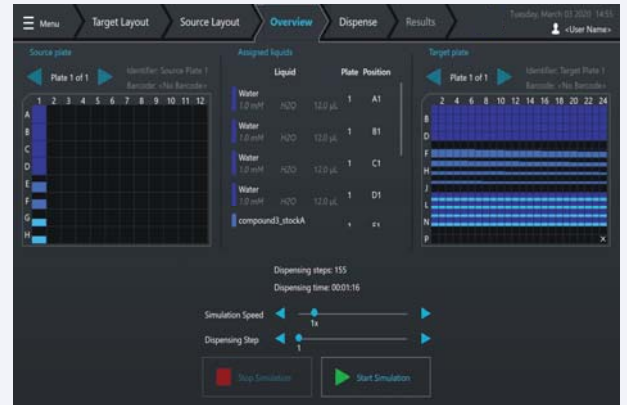 Menu
Target Layout
Source Layout
Overview
Dispense
Results
Tuesday, March 03 2020 14:55
<User Name>
Source plate
Plate 1 of 1
Identifier: Source Plate 1
Barcode: <No Barcode>
1 2 3 4 5 6 7 8 9 10 11 12
A
B
C
D
E
F
G
H
Assigned liquids
Liquid Plate Position
Water
1.0 mM H2O 12.0 µL 1 A1
Water
1.0 mM H2O 12.0 µL 1 B1
Water
1.0 mM H2O 12.0 µL 1 C1
Water
1.0 mM H2O 12.0 µL 1 D1
compound3_stockA
Target plate
Plate 1 of 1
Identifier: Target Plate 1
Barcode: <No Barcode>
2 4 6 8 10 12 14 16 18 20 22 24
B
D
F
H
J
L
N
P
X
Dispensing steps: 155
Dispensing time: 00:01:16
Simulation Speed
1x
Dispensing Step
1
Stop Simulation
Start Simulation